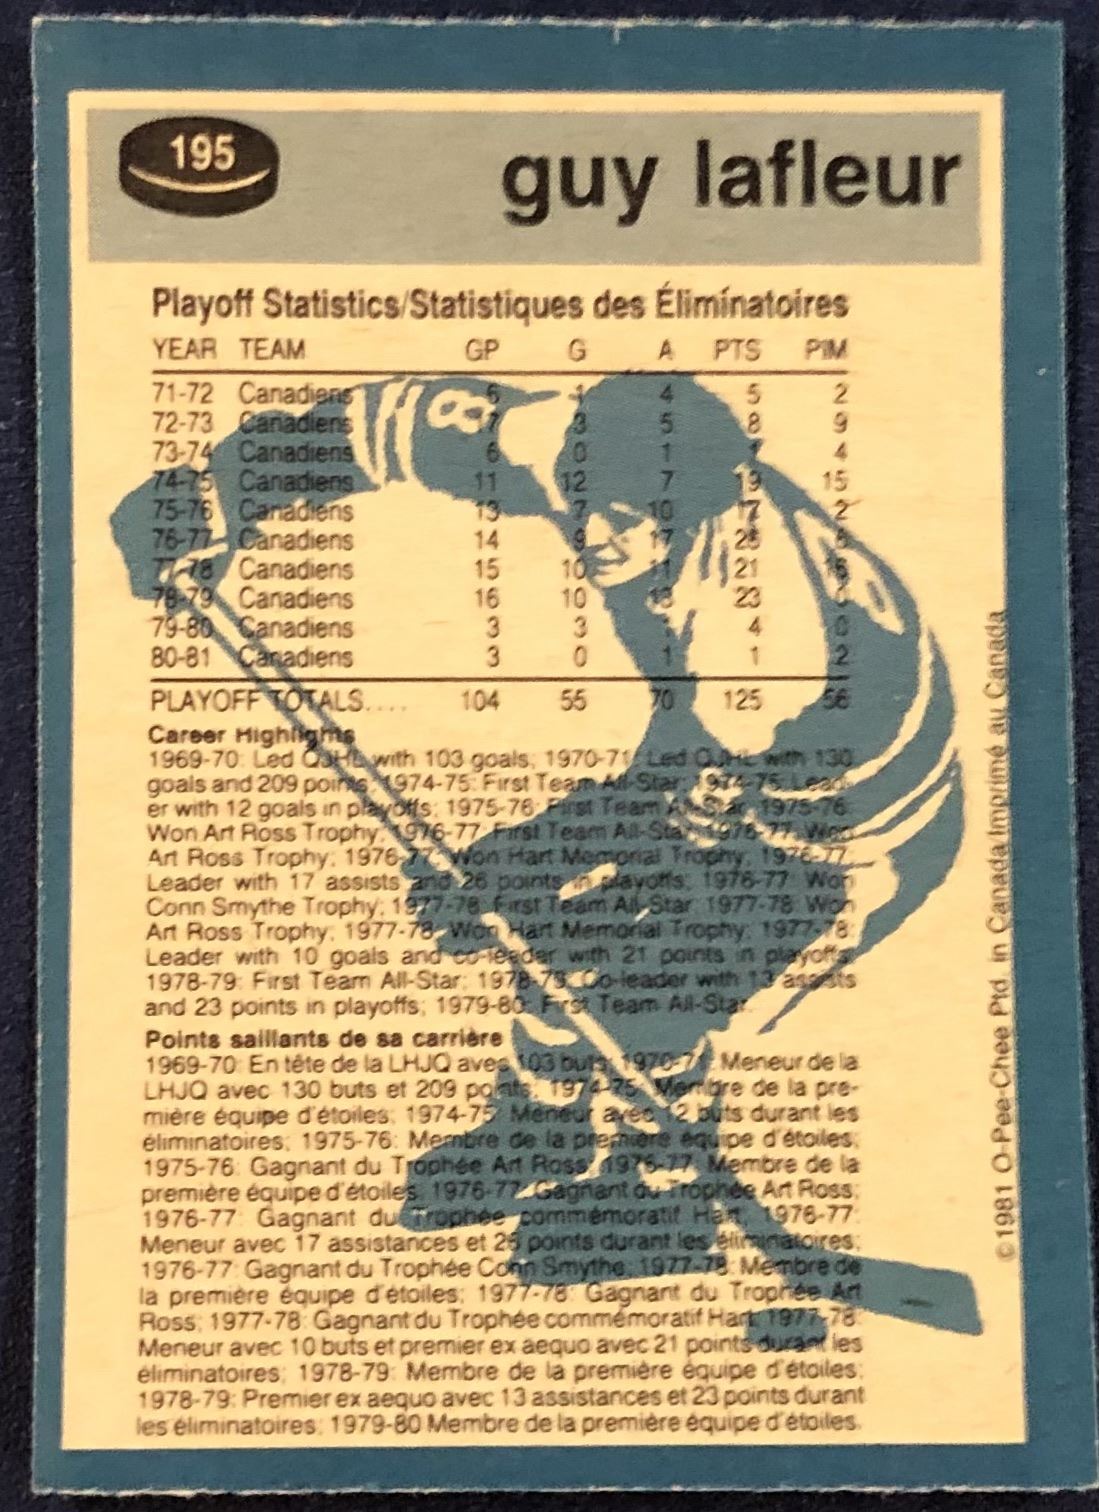 195
guy lafleur
Playoff Statistics/Statistiques des Éliminatoires
YEAR TEAM GP G A PTS PIM
71-72 Canadiens 6 1 4 5 2
72-73 Canadiens 17 3 5 8 9
73-74 Canadiens 6 0 1 1 4
74-75 Canadiens 11 12 7 19 15
75-76 Canadiens 13 7 10 17 2
76-77 Canadiens 14 9 17 26 6
77-78 Canadiens 15 10 11 21 16
78-79 Canadiens 16 10 13 23
79-80 Canadiens 3 3 1 4 0
80-81 Canadiens 3 0 1 1 2
PLAYOFF TOTALS.... 104 55 70 125 56
Career Highlights
1969-70: Led QJHL with 103 goals; 1970-71: Led QJHL with 130
goals and 209 points; 1974-75: First Team All-Star; 1974-75: Lead-
er with 12 goals in playoffs; 1975-76: First Team All-Star; 1975-76:
Won Art Ross Trophy; 1976-77: First Team All-Star; 1976-77: Won
Art Ross Trophy; 1976-77: Won Hart Memorial Trophy; 1976-77:
Leader with 17 assists and 26 points in playoffs; 1976-77: Won
Conn Smythe Trophy; 1977-78: First Team All-Star; 1977-78: Won
Art Ross Trophy; 1977-78: Won Hart Memorial Trophy; 1977-78:
Leader with 10 goals and co-leader with 21 points in playoffs;
1978-79: First Team All-Star; 1978-79: Co-leader with 13 assists
and 23 points in playoffs; 1979-80: First Team All-Star.
Points saillants de sa carrière
1969-70: En tête de la LHJQ avec 103 buts; 1970-71: Meneur de la
LHJQ avec 130 buts et 209 points; 1974-75: Membre de la pre-
mière équipe d'étoiles; 1974-75: Meneur avec 12 buts durant les
éliminatoires; 1975-76: Membre de la première équipe d'étoiles;
1975-76: Gagnant du Trophée Art Ross; 1976-77: Membre de la
première équipe d'étoiles; 1976-77: Gagnant du Trophée Art Ross;
1976-77: Gagnant du Trophée commémoratif Hart; 1976-77:
Meneur avec 17 assistances et 26 points durant les éliminatoires;
1976-77: Gagnant du Trophée Conn Smythe; 1977-78: Membre de
la première équipe d'étoiles; 1977-78: Gagnant du Trophée Art
Ross; 1977-78: Gagnant du Trophée commémoratif Hart; 1977-78:
Meneur avec 10 buts et premier ex aequo avec 21 points durant les
éliminatoires; 1978-79: Membre de la première équipe d'étoiles;
1978-79: Premier ex aequo avec 13 assistances et 23 points durant
les éliminatoires; 1979-80 Membre de la première équipe d'étoiles.
©1981 O-Pee-Chee Ptd. in Canada/Imprimé au Canada